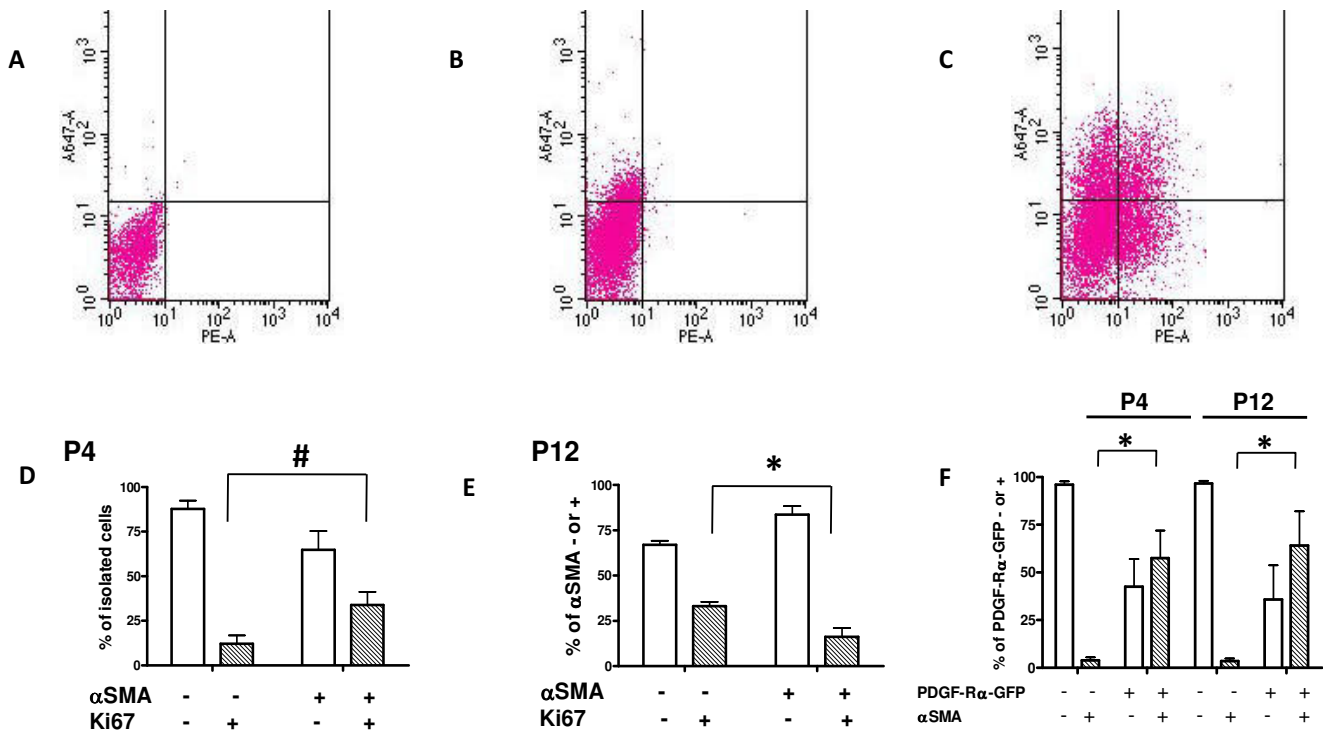 A
A647-A
10³
10²
10¹
10⁰
10⁰ 10¹ 10² 10³ 10⁴
PE-A
B
A647-A
10³
10²
10¹
10⁰
10⁰ 10¹ 10² 10³ 10⁴
PE-A
C
A647-A
10³
10²
10¹
10⁰
10⁰ 10¹ 10² 10³ 10⁴
PE-A
D
P4
#
% of isolated cells
100
75
50
25
0
αSMA - - + +
Ki67 - + - +
E
P12
*
% of αSMA - or +
100
75
50
25
0
αSMA - - + +
Ki67 - + - +
F
P4 P12
* *
% of PDGF-Rα-GFP - or +
100
75
50
25
0
PDGF-Rα-GFP - - + + - - + +
αSMA - + - + - + - +